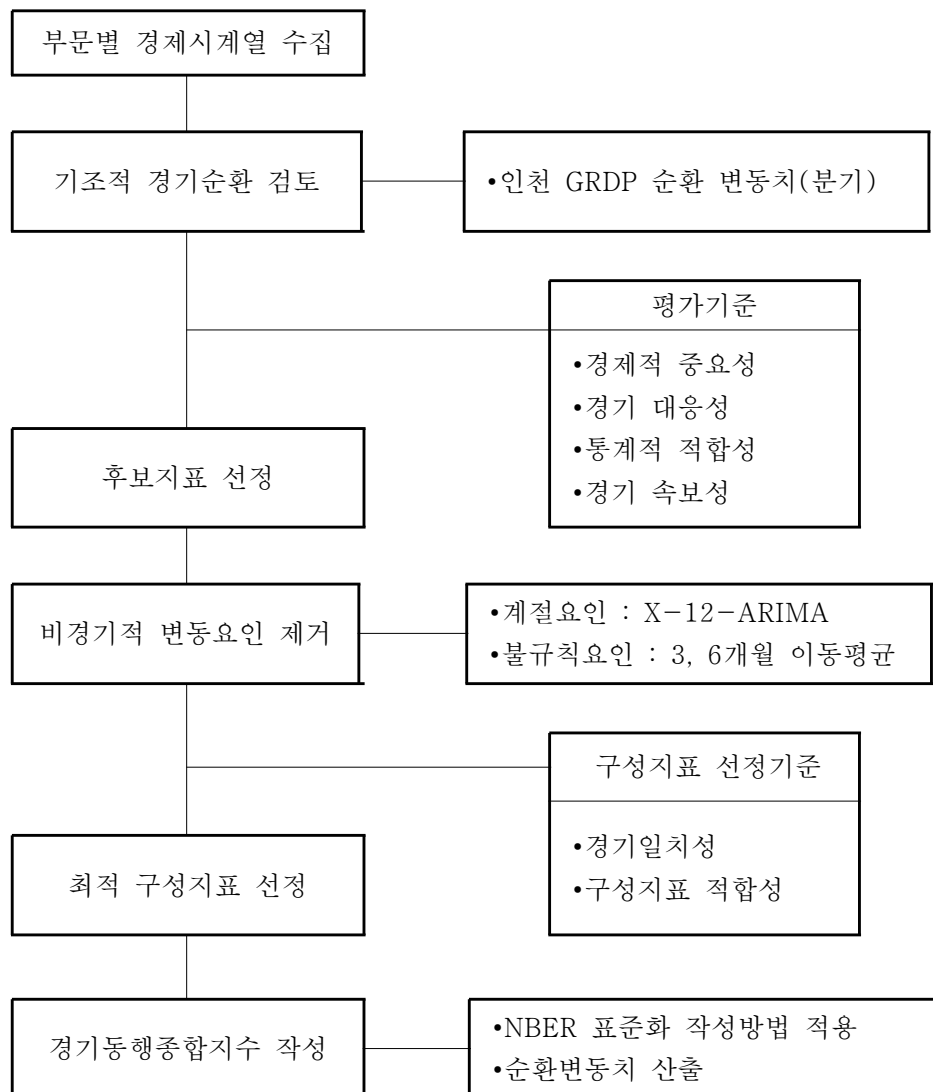 부문별 경제시계열 수집
기조적 경기순환 검토
•인천 GRDP 순환 변동치(분기)
평가기준
•경제적 중요성
•경기 대응성
•통계적 적합성
•경기 속보성
후보지표 선정
비경기적 변동요인 제거
•계절요인 : X-12-ARIMA
•불규칙요인 : 3, 6개월 이동평균
구성지표 선정기준
•경기일치성
•구성지표 적합성
최적 구성지표 선정
경기동행종합지수 작성
•NBER 표준화 작성방법 적용
•순환변동치 산출